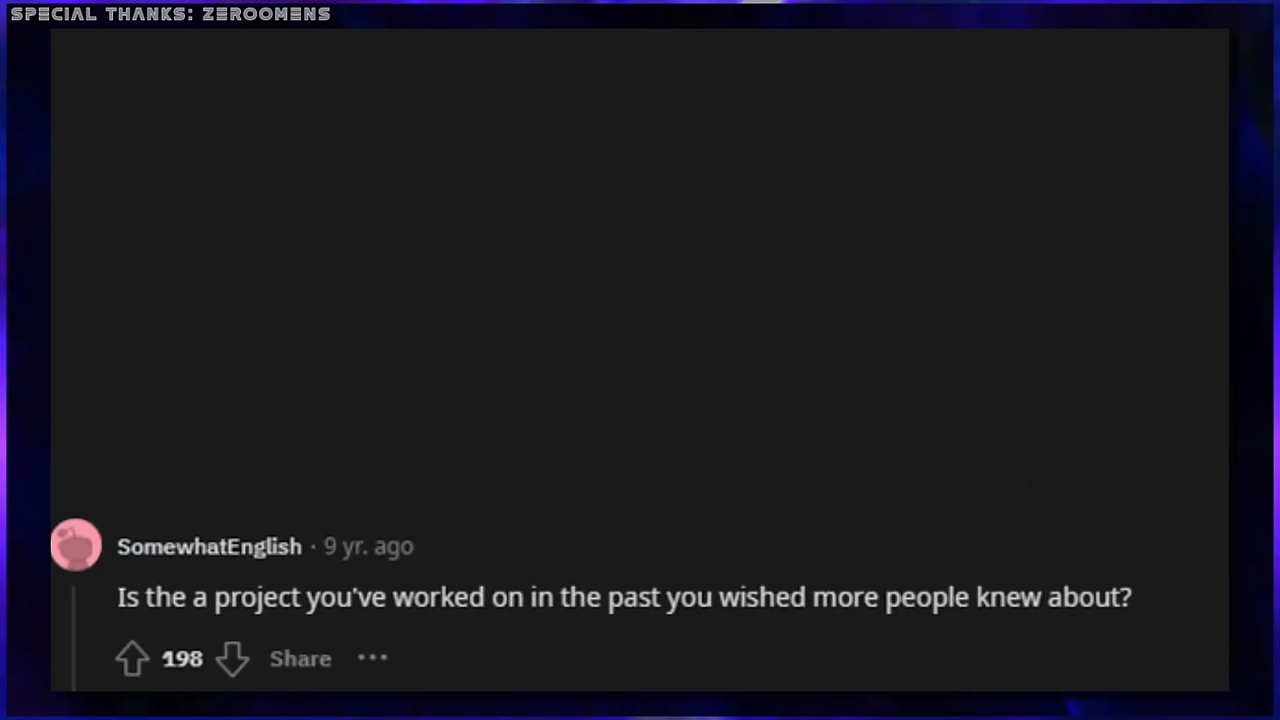 SPECIAL THANKS: ZEROOMENS
SomewhatEnglish · 9 yr. ago
Is the a project you've worked on in the past you wished more people knew about?
198 Share ···